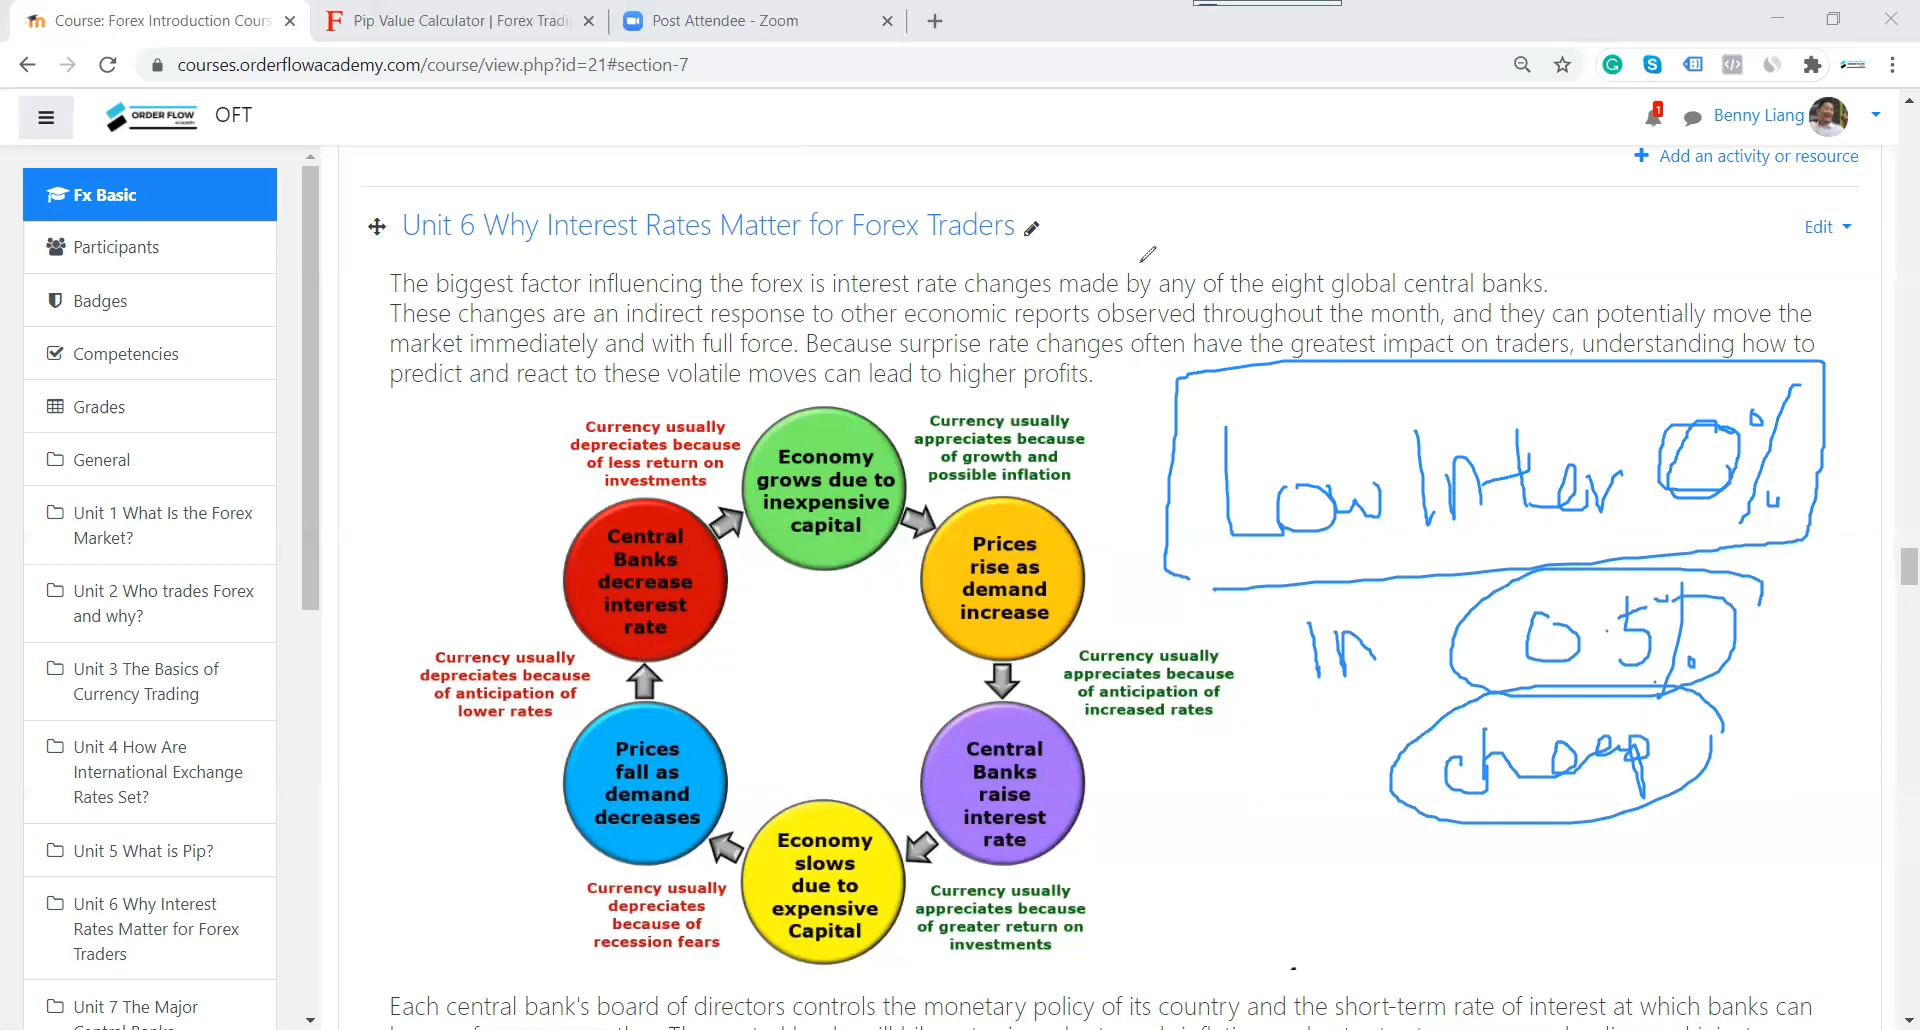 Course: Forex Introduction Cours
Pip Value Calculator | Forex Tradi
Post Attendee - Zoom
courses.orderflowacademy.com/course/view.php?id=21#section-7
ORDER FLOW
ACADEMY
OFT
1
Benny Liang
Add an activity or resource
Fx Basic
Participants
Badges
Competencies
Grades
General
Unit 1 What Is the Forex
Market?
Unit 2 Who trades Forex
and why?
Unit 3 The Basics of
Currency Trading
Unit 4 How Are
International Exchange
Rates Set?
Unit 5 What is Pip?
Unit 6 Why Interest
Rates Matter for Forex
Traders
Unit 7 The Major
Central Banks
Unit 6 Why Interest Rates Matter for Forex Traders
Edit
The biggest factor influencing the forex is interest rate changes made by any of the eight global central banks.
These changes are an indirect response to other economic reports observed throughout the month, and they can potentially move the
market immediately and with full force. Because surprise rate changes often have the greatest impact on traders, understanding how to
predict and react to these volatile moves can lead to higher profits.
Currency usually
depreciates because
of less return on
investments
Economy
grows due to
inexpensive
capital
Currency usually
appreciates because
of growth and
possible inflation
Central
Banks
decrease
interest
rate
Prices
rise as
demand
increase
Currency usually
depreciates because
of anticipation of
lower rates
Currency usually
appreciates because
of anticipation of
increased rates
Prices
fall as
demand
decreases
Central
Banks
raise
interest
rate
Currency usually
depreciates
because of
recession fears
Economy
slows
due to
expensive
Capital
Currency usually
appreciates because
of greater return on
investments
Low Inter 0%
In 0.5%
cheap
Each central bank's board of directors controls the monetary policy of its country and the short-term rate of interest at which banks can